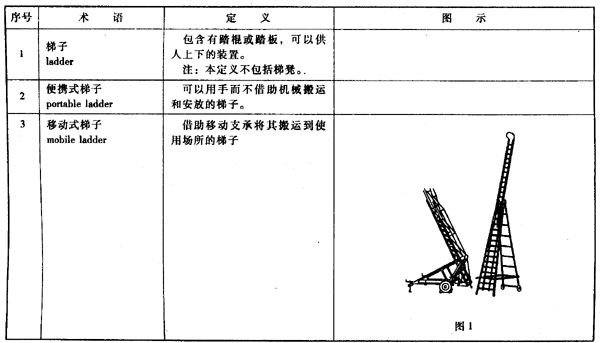 序号 术 语 定 义 图 示
1 梯子 包含有踏棍或踏板，可以供
ladder 人上下的装置。
注：本定义不包括梯凳。
2 便携式梯子 可以用手而不借助机械搬运
portable ladder 和安放的梯子。
3 移动式梯子 借助移动支承将其搬运到使
mobile ladder 用场所的梯子
图 1